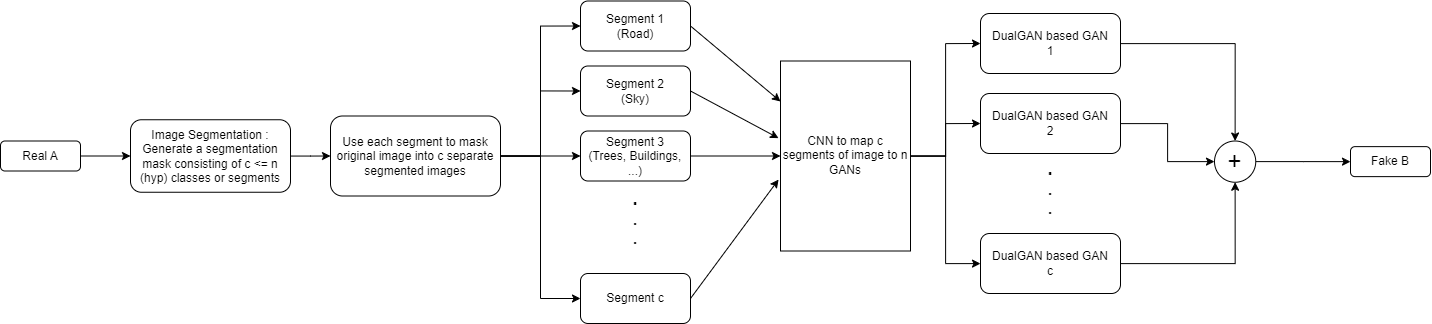 Real A
Image Segmentation :
Generate a segmentation
mask consisting of c <= n
(hyp) classes or segments
Use each segment to mask
original image into c separate
segmented images
Segment 1
(Road)
Segment 2
(Sky)
Segment 3
(Trees, Buildings,
...)
.
.
.
Segment c
CNN to map c
segments of image to n
GANs
DualGAN based GAN
1
DualGAN based GAN
2
.
.
.
DualGAN based GAN
c
+
Fake B